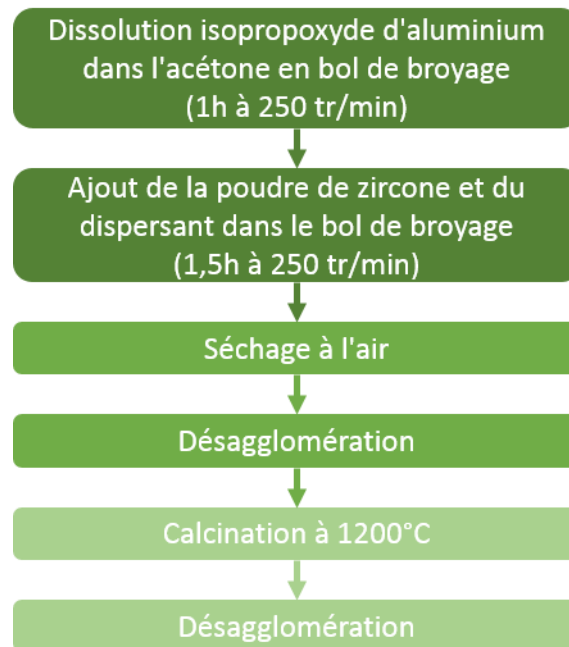 Dissolution isopropoxyde d'aluminium
dans l'acétone en bol de broyage
(1h à 250 tr/min)
Ajout de la poudre de zircone et du
dispersant dans le bol de broyage
(1,5h à 250 tr/min)
Séchage à l'air
Désagglomération
Calcination à 1200°C
Désagglomération